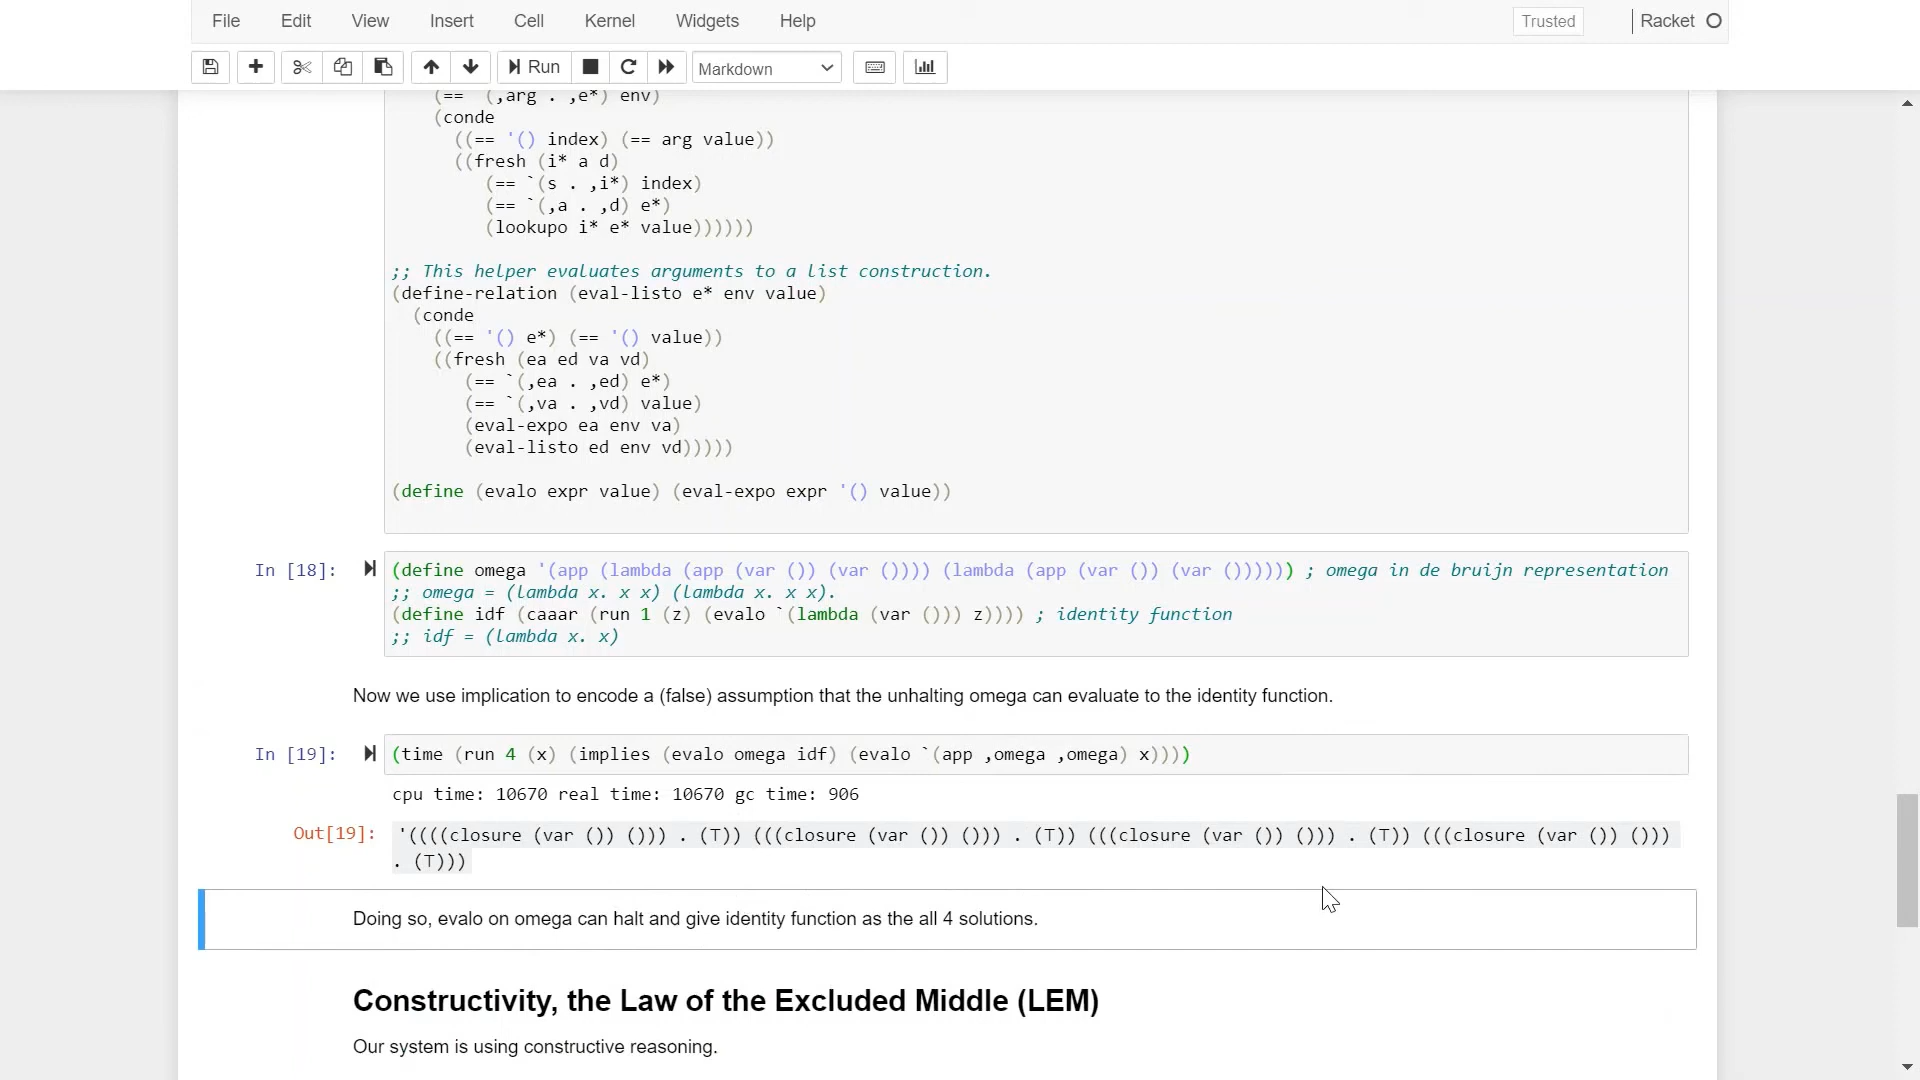 File Edit View Insert Cell Kernel Widgets Help Trusted Racket
Run Markdown
(== `(,arg . ,e*) env)
(conde
((== '() index) (== arg value))
((fresh (i* a d)
(== `(s . ,i*) index)
(== `(,a . ,d) e*)
(lookupo i* e* value))))))
;; This helper evaluates arguments to a list construction.
(define-relation (eval-listo e* env value)
(conde
((== '() e*) (== '() value))
((fresh (ea ed va vd)
(== `(,ea . ,ed) e*)
(== `(,va . ,vd) value)
(eval-expo ea env va)
(eval-listo ed env vd)))))
(define (evalo expr value) (eval-expo expr '() value))
In [18]: (define omega '(app (lambda (app (var ()) (var ()))) (lambda (app (var ()) (var ()))))) ; omega in de bruijn representation
;; omega = (lambda x. x x) (lambda x. x x).
(define idf (caaar (run 1 (z) (evalo `(lambda (var ())) z)))) ; identity function
;; idf = (lambda x. x)
Now we use implication to encode a (false) assumption that the unhalting omega can evaluate to the identity function.
In [19]: (time (run 4 (x) (implies (evalo omega idf) (evalo `(app ,omega ,omega) x))))
cpu time: 10670 real time: 10670 gc time: 906
Out[19]: '((((closure (var ()) ())) . (⊤)) (((closure (var ()) ())) . (⊤)) (((closure (var ()) ())) . (⊤)) (((closure (var ()) ()))
. (⊤)))
Doing so, evalo on omega can halt and give identity function as the all 4 solutions.
Constructivity, the Law of the Excluded Middle (LEM)
Our system is using constructive reasoning.